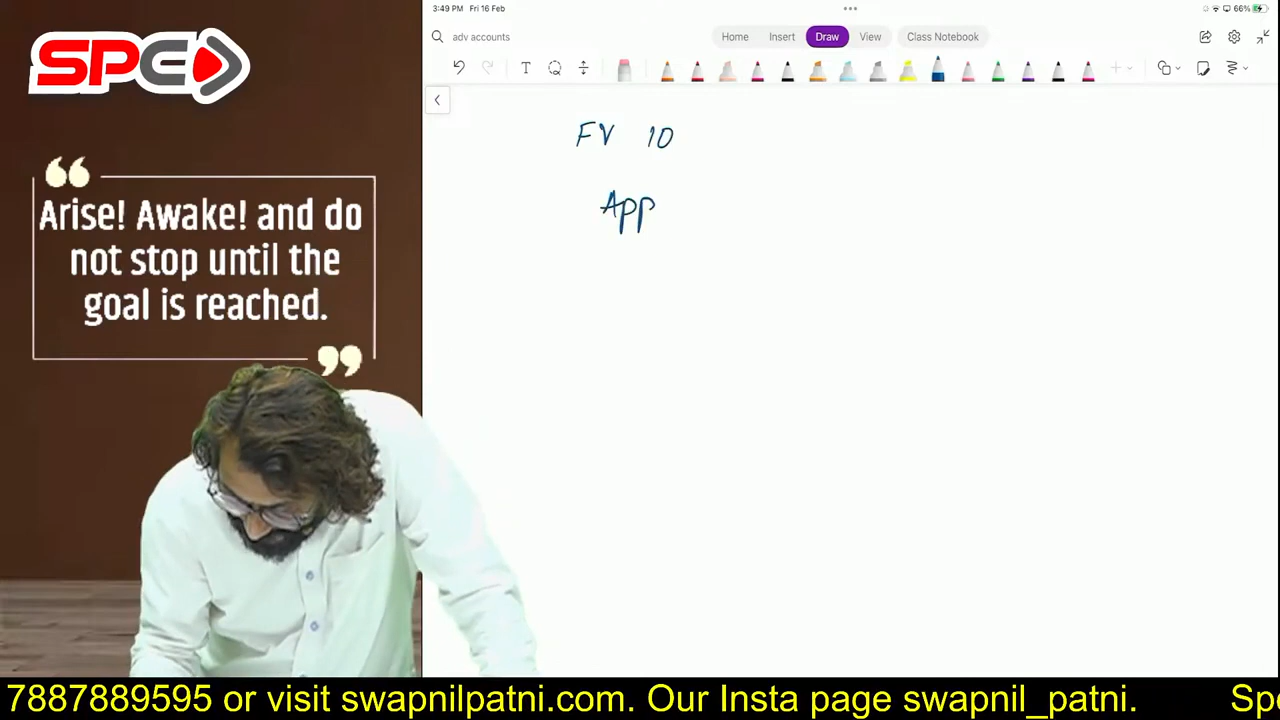 SPE
Arise! Awake! and do
not stop until the
goal is reached.
3:49 PM Fri 16 Feb
66%
adv accounts
Home Insert Draw View Class Notebook
T
FV 10
App
7887889595 or visit swapnilpatni.com. Our Insta page swapnil_patni. Spe